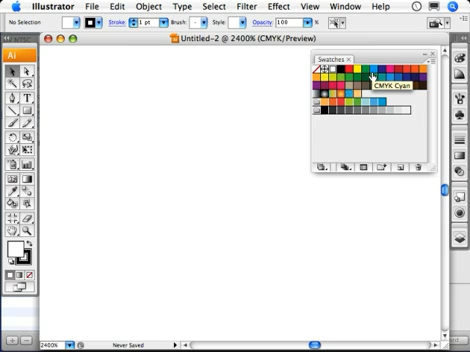 Illustrator File Edit Object Type Select Filter Effect View Window Help
No Selection Stroke: 1 pt Brush: Style: Opacity: 100 %
Untitled-2 @ 2400% (CMYK/Preview)
Ai
Swatches
CMYK Cyan
T
2400% Never Saved